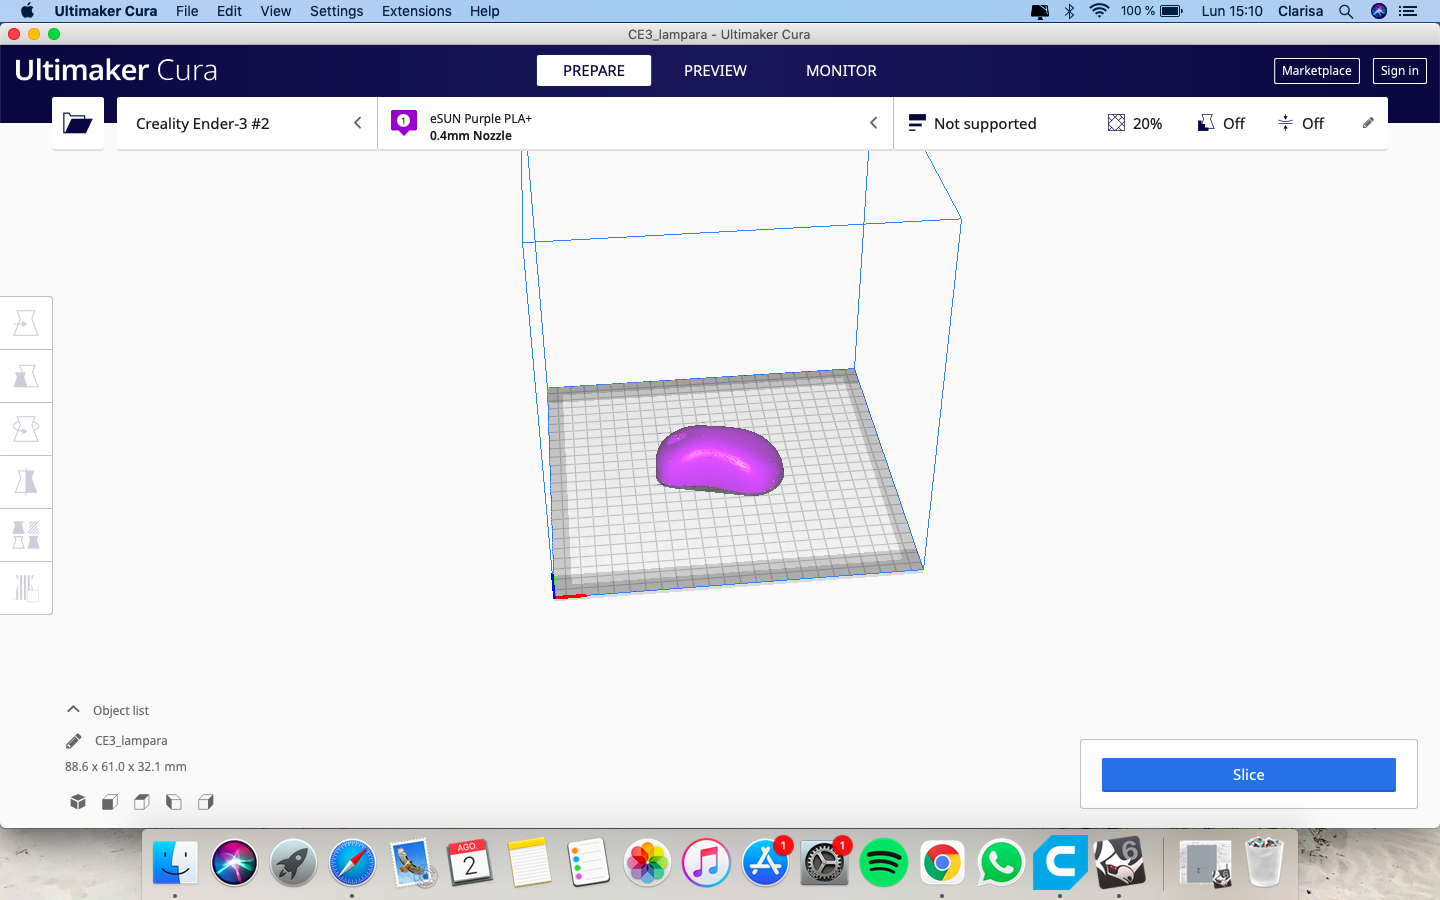 Ultimaker Cura File Edit View Settings Extensions Help 100 % Lun 15:10 Clarisa
CE3_lampara - Ultimaker Cura
Ultimaker Cura PREPARE PREVIEW MONITOR Marketplace Sign in
Creality Ender-3 #2
1
eSUN Purple PLA+
0.4mm Nozzle
Not supported 20% Off Off
Object list
CE3_lampara
88.6 x 61.0 x 32.1 mm
Slice
AGO.
2
1
1
6